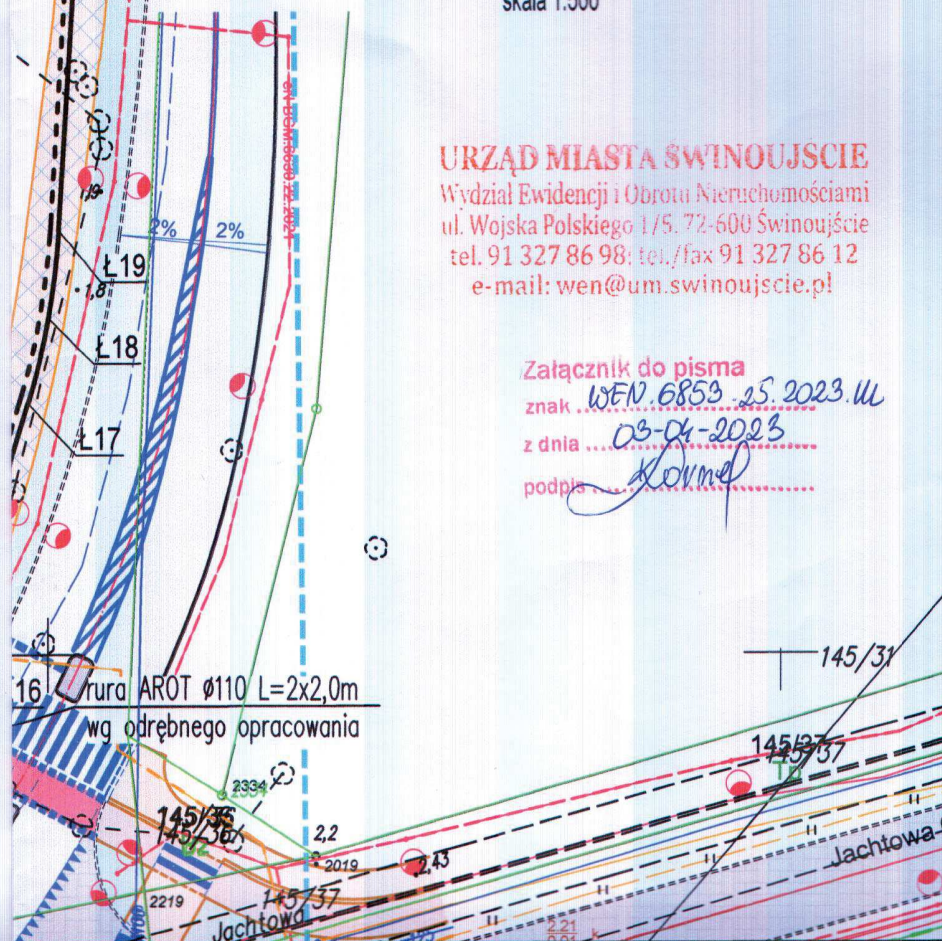 skala 1:500
URZĄD MIASTA ŚWINOUJŚCIE
Wydział Ewidencji i Obrotu Nieruchomościami
ul. Wojska Polskiego 1/5. 72-600 Świnoujście
tel. 91 327 86 98; tel./fax 91 327 86 12
e-mail: wen@um.swinoujscie.pl
Załącznik do pisma
znak WEN.6853.25.2023.
z dnia 03-04-2023
podpis
2% 2%
Ł19
1,8
Ł18
Ł17
16
rura AROT ø110 L=2x2,0m
wg odrębnego opracowania
145/31
145/37
145/37
2334
2334
145/36
2,2
2019
2,43
2219
145/37
Jachtowa
Jachtowa
2.21